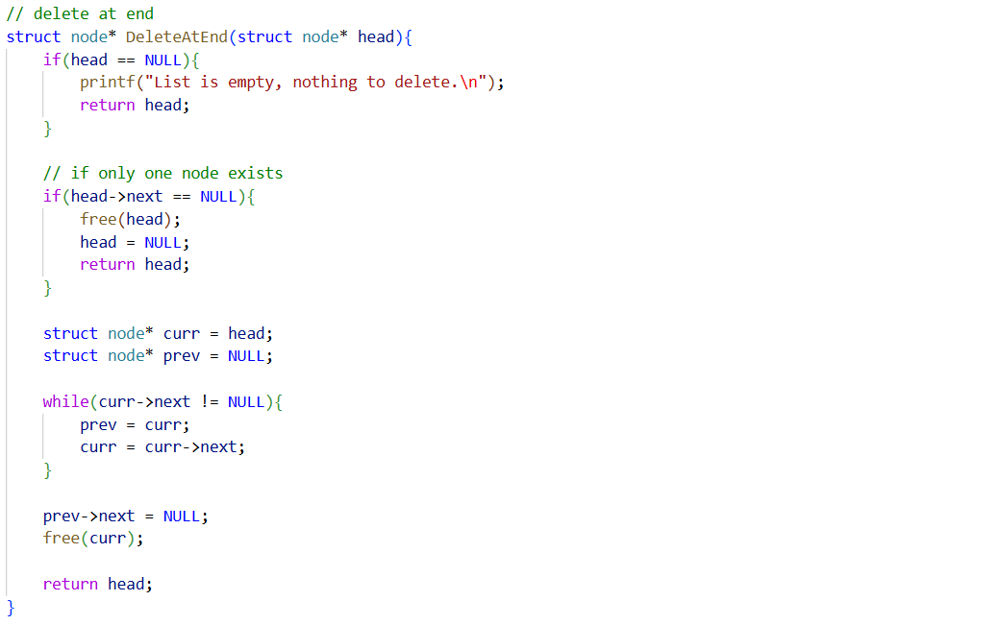 // delete at end
struct node* DeleteAtEnd(struct node* head){
    if(head == NULL){
        printf("List is empty, nothing to delete.\n");
        return head;
    }

    // if only one node exists
    if(head->next == NULL){
        free(head);
        head = NULL;
        return head;
    }

    struct node* curr = head;
    struct node* prev = NULL;

    while(curr->next != NULL){
        prev = curr;
        curr = curr->next;
    }

    prev->next = NULL;
    free(curr);

    return head;
}